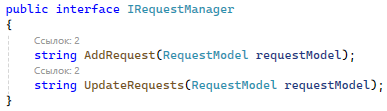 public interface IRequestManager
{
Ссылок: 2
string AddRequest(RequestModel requestModel);
Ссылок: 2
string UpdateRequests(RequestModel requestModel);
}